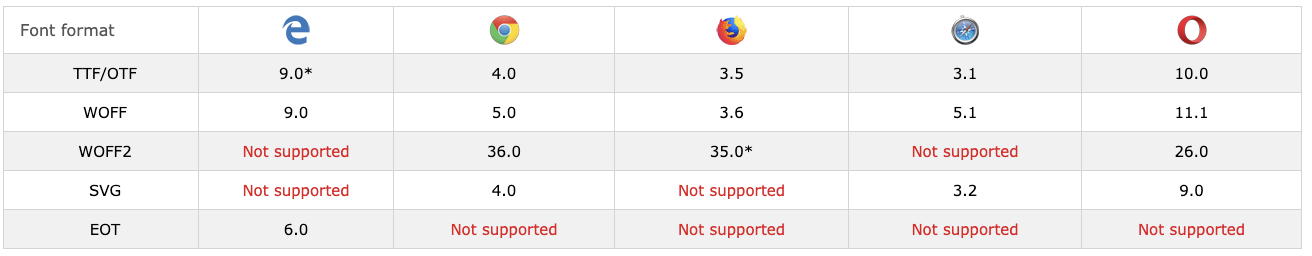 Font format
TTF/OTF 9.0* 4.0 3.5 3.1 10.0
WOFF 9.0 5.0 3.6 5.1 11.1
WOFF2 Not supported 36.0 35.0* Not supported 26.0
SVG Not supported 4.0 Not supported 3.2 9.0
EOT 6.0 Not supported Not supported Not supported Not supported